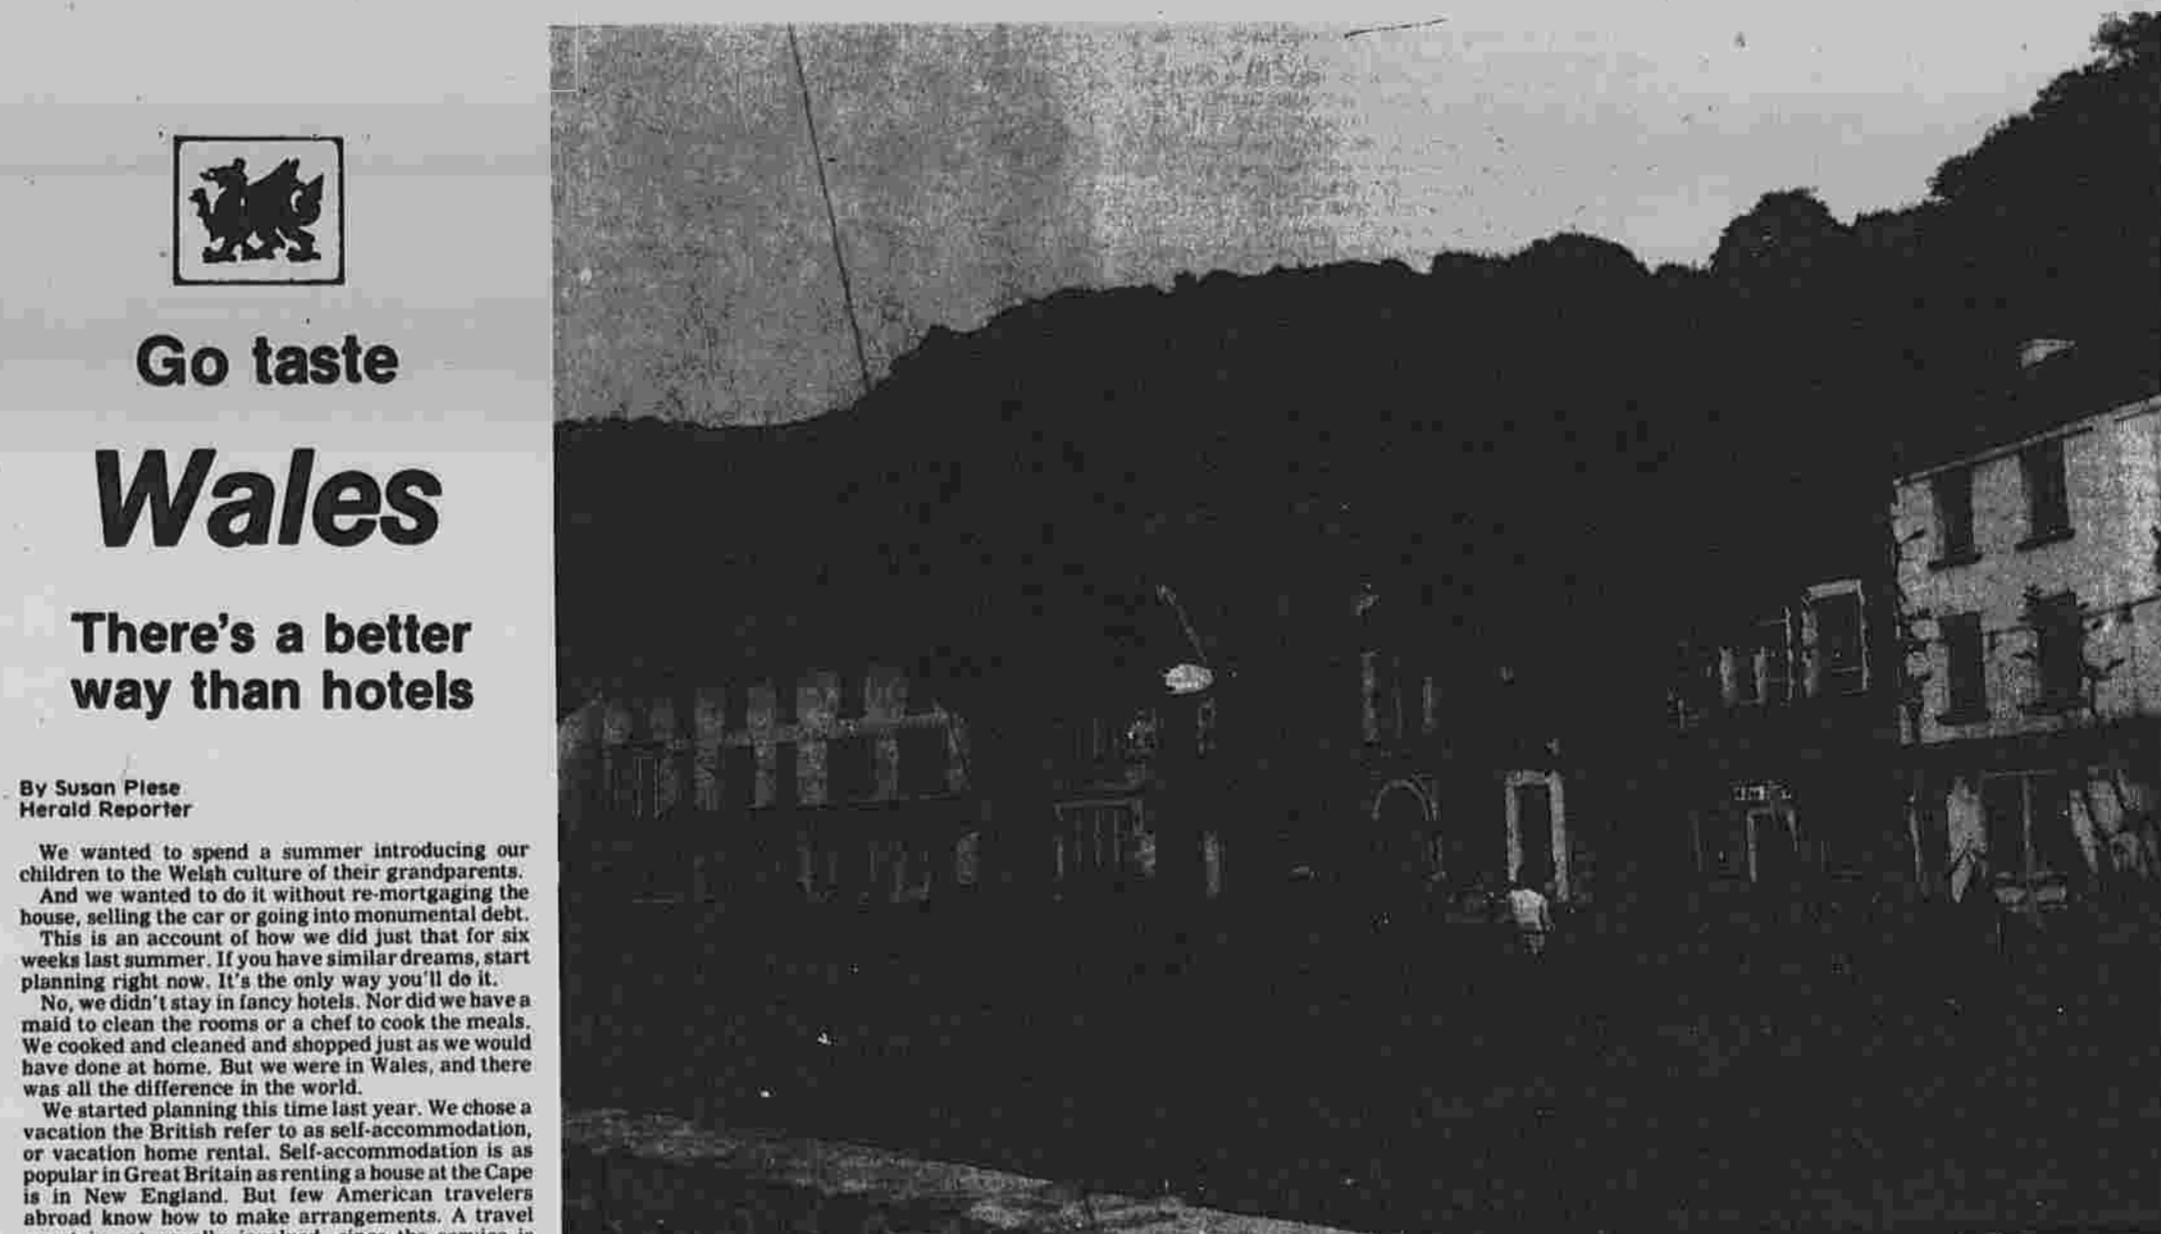 Go taste
Wales
There's a better
way than hotels
By Susan Plese
Herald Reporter
We wanted to spend a summer introducing our
children to the Welsh culture of their grandparents.
And we wanted to do it without re-mortgaging the
house, selling the car or going into monumental debt.
This is an account of how we did just that for six
weeks last summer. If you have similar dreams, start
planning right now. It's the only way you'll do it.
No, we didn't stay in fancy hotels. Nor did we have a
maid to clean the rooms or a chef to cook the meals.
We cooked and cleaned and shopped just as we would
have done at home. But we were in Wales, and there
was all the difference in the world.
We started planning this time last year. We chose a
vacation the British refer to as self-accommodation,
or vacation home rental. Self-accommodation is as
popular in Great Britain as renting a house at the Cape
is in New England. But few American travelers
abroad know how to make arrangements. A travel